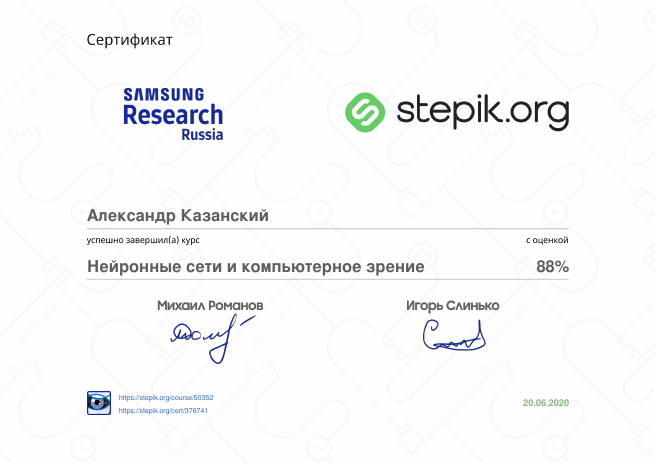 Сертификат
SAMSUNG
Research
Russia
stepik.org
Александр Казанский
успешно завершил(а) курс с оценкой
Нейронные сети и компьютерное зрение 88%
Михаил Романов Игорь Слинько
https://stepik.org/course/50352
https://stepik.org/cert/376741
20.06.2020